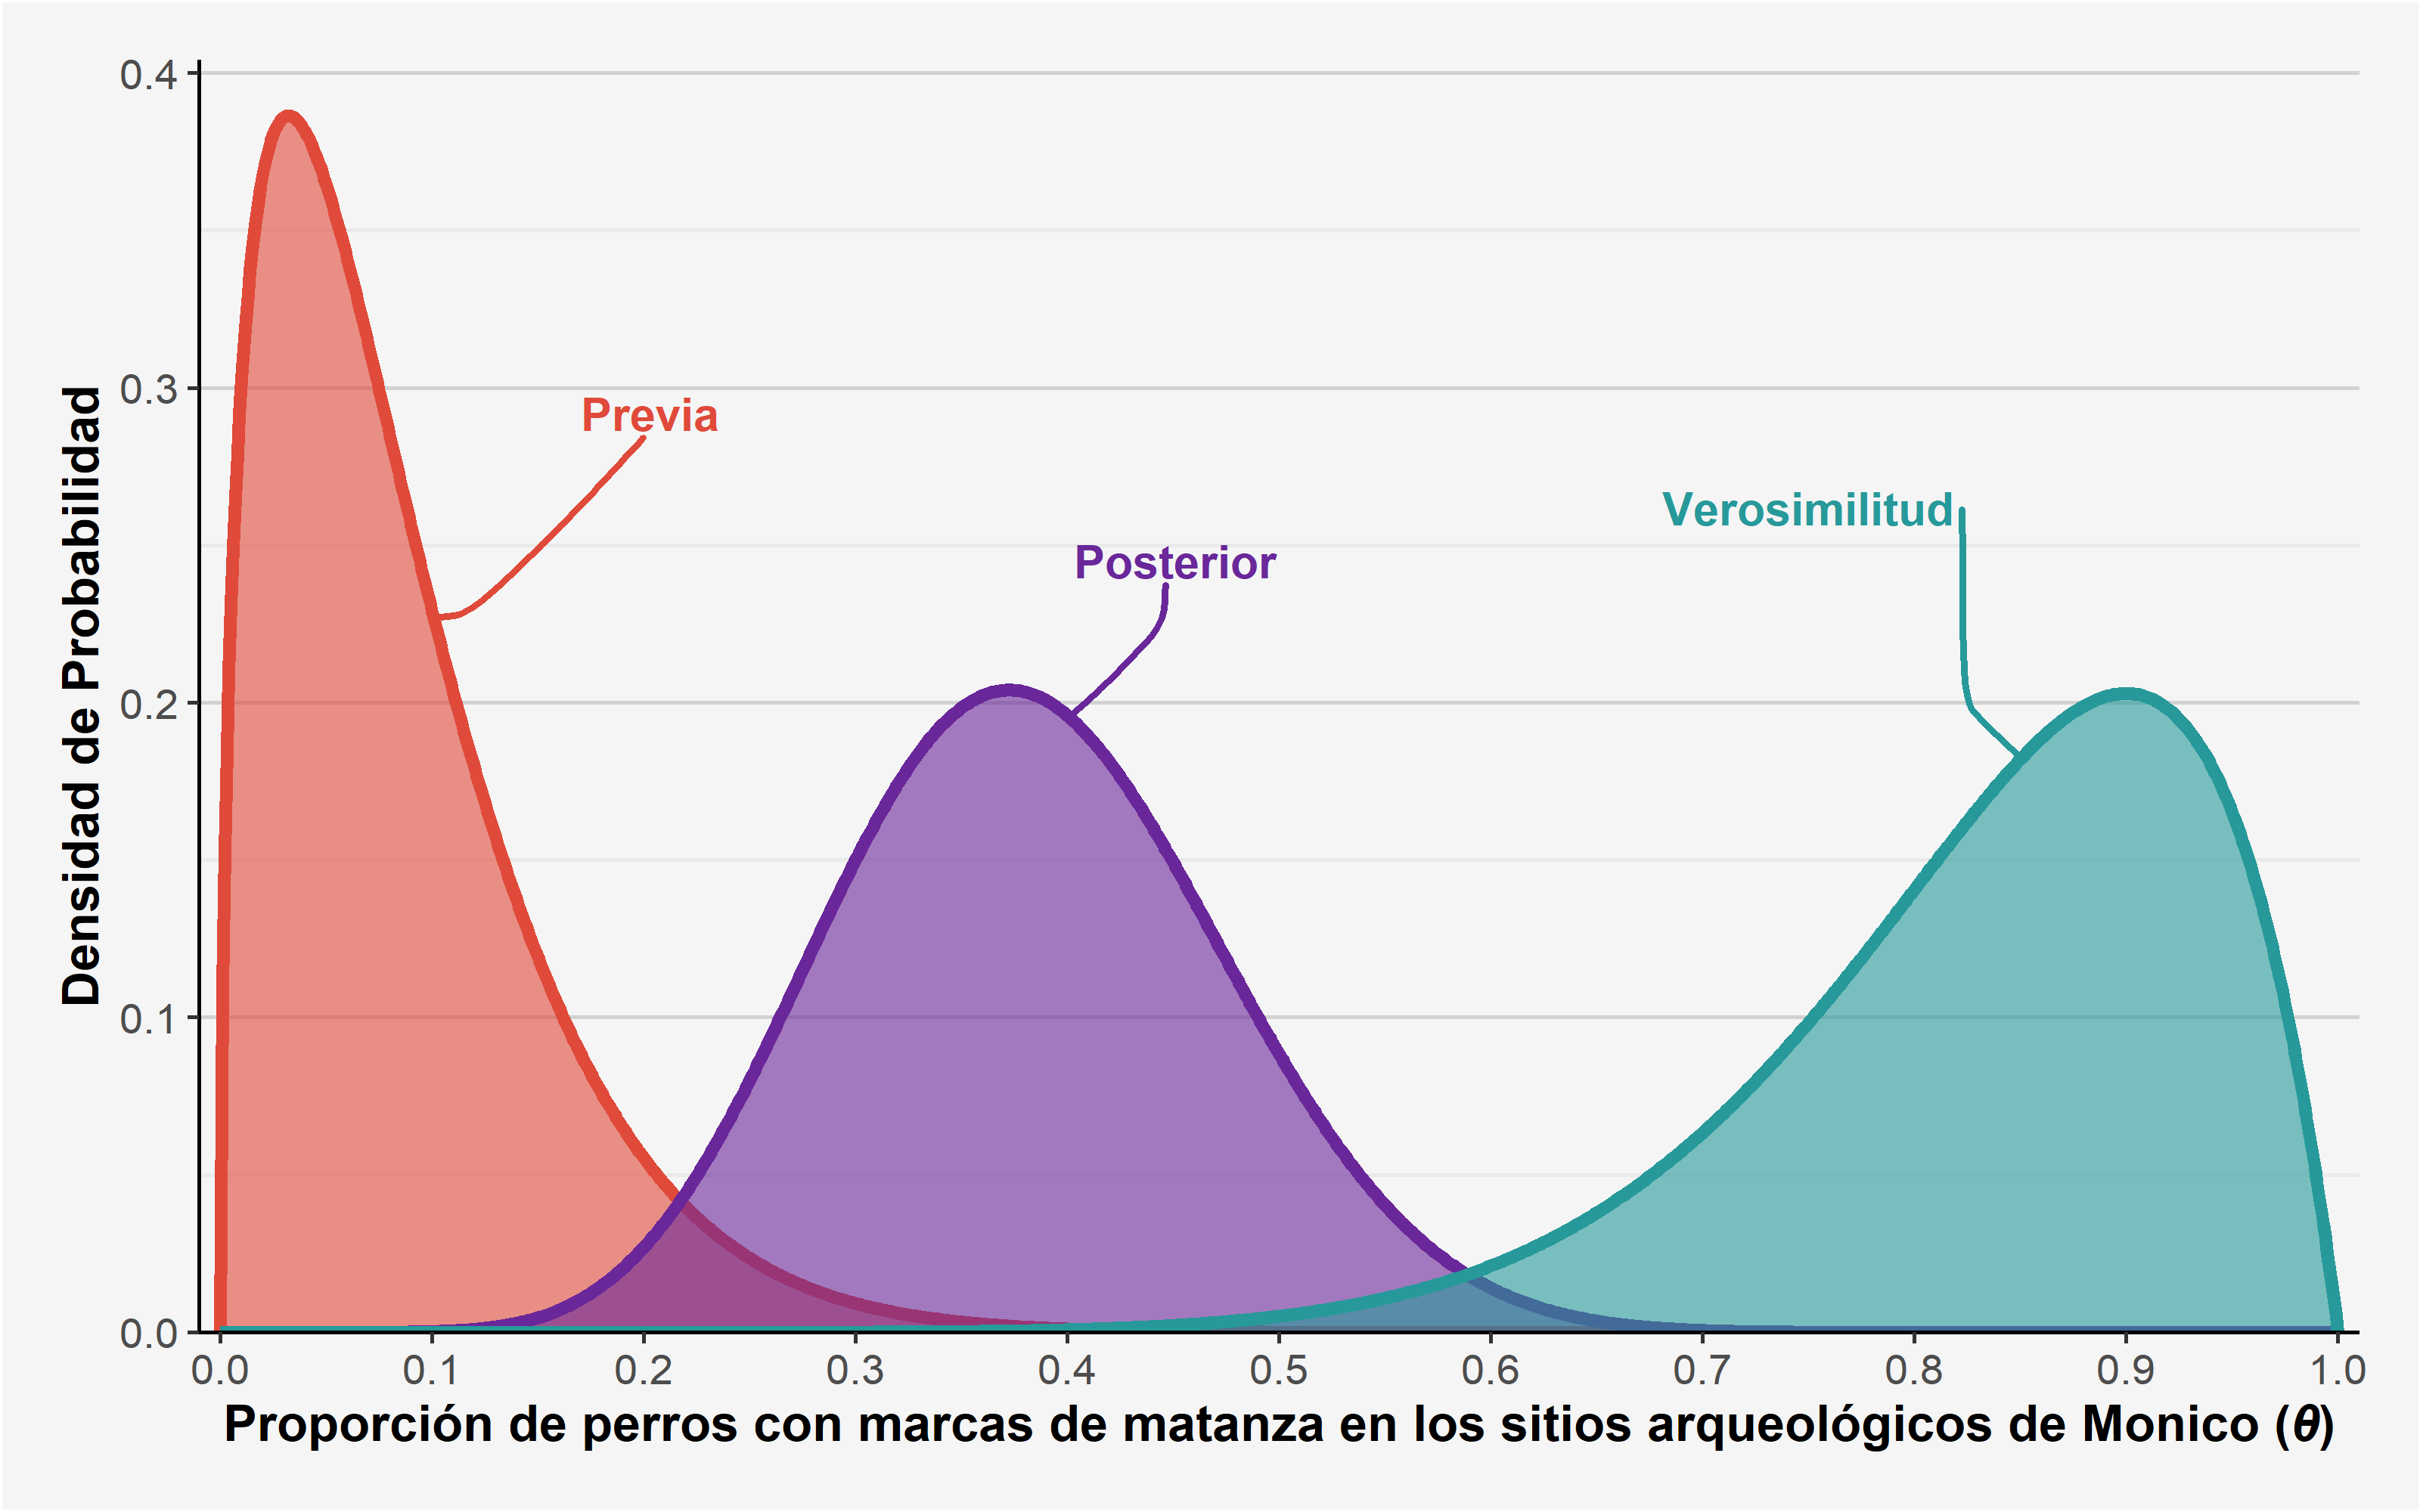 0.4
0.3
0.2
0.1
0.0
Densidad de Probabilidad
Previa
Posterior
Verosimilitud
0.0 0.1 0.2 0.3 0.4 0.5 0.6 0.7 0.8 0.9 1.0
Proporción de perros con marcas de matanza en los sitios arqueológicos de Monico (θ)